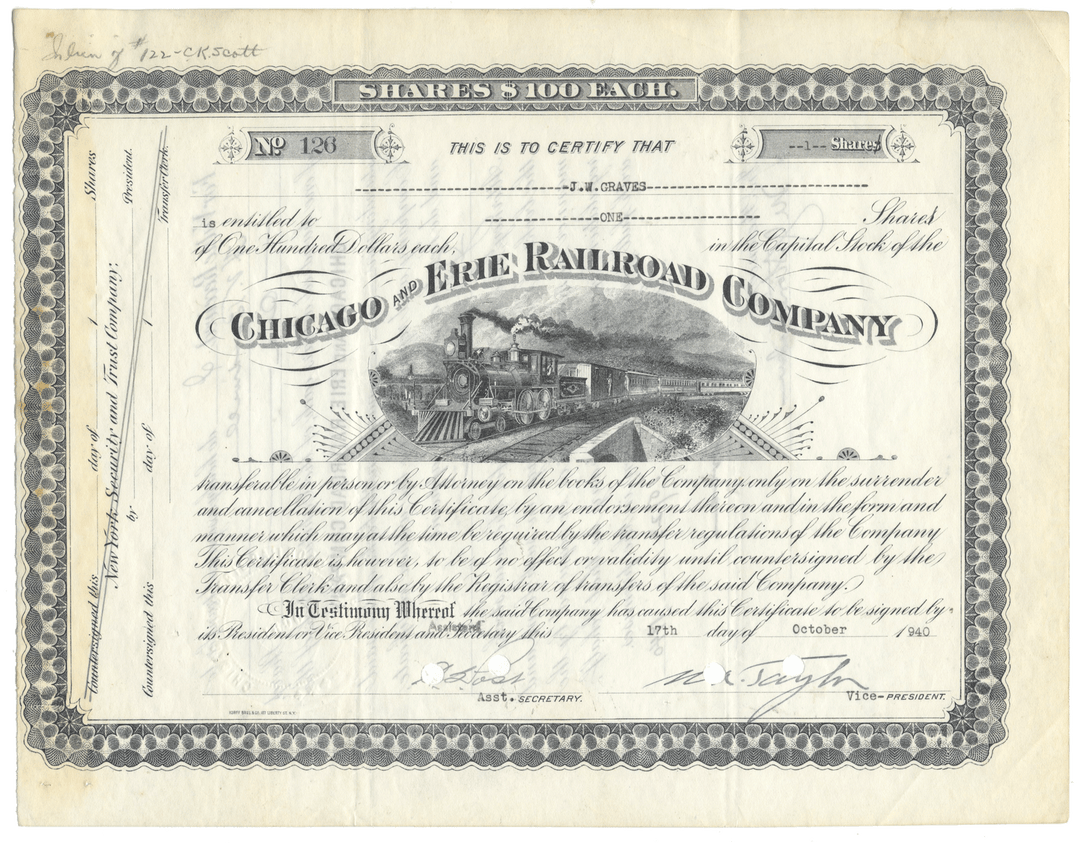 In lieu of #122-C.K. Scott
SHARES $100 EACH.
No 126
THIS IS TO CERTIFY THAT
--1-- Shares
J.W. GRAVES
is entitled to ONE Shares
of One Hundred Dollars each, in the Capital Stock of the
CHICAGO AND ERIE RAILROAD COMPANY
transferable in person or by Attorney on the books of the Company only on the surrender
and cancellation of this Certificate, by an endorsement thereon and in the form and
manner which may at the time be required by the transfer regulations of the Company.
This Certificate is however, to be of no effect or validity until countersigned by the
Transfer Clerk and also by the Registrar of transfers of the said Company.
In Testimony Whereof the said Company has caused this Certificate to be signed by
its President or Vice President and Assistant Secretary this 17th day of October 1940
Asst. SECRETARY.
Vice-PRESIDENT.
Countersigned this day of 1 Shares
New York Security and Trust Company:
by President.
Countersigned this day of 1
Transfer Clerk.